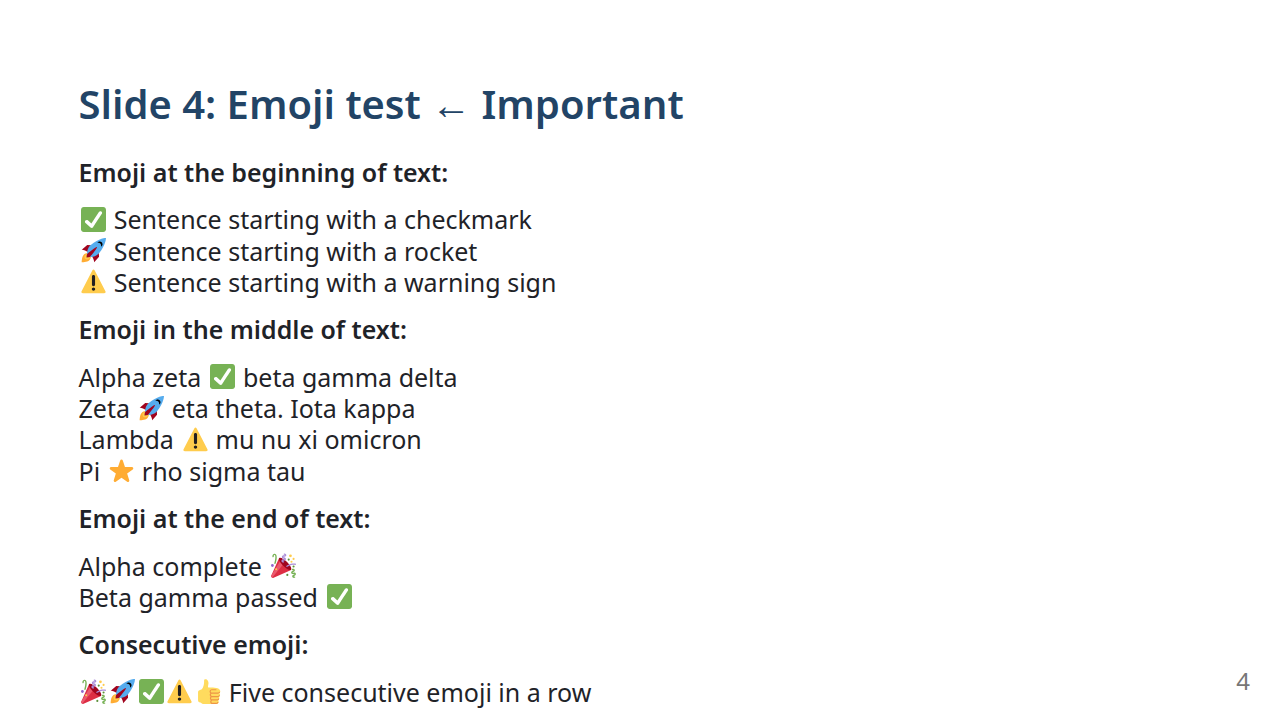 Slide 4: Emoji test ← Important
Emoji at the beginning of text:
✅ Sentence starting with a checkmark
🚀 Sentence starting with a rocket
⚠️ Sentence starting with a warning sign
Emoji in the middle of text:
Alpha zeta ✅ beta gamma delta
Zeta 🚀 eta theta. Iota kappa
Lambda ⚠️ mu nu xi omicron
Pi ⭐ rho sigma tau
Emoji at the end of text:
Alpha complete 🎉
Beta gamma passed ✅
Consecutive emoji:
🎉🚀✅⚠️👍 Five consecutive emoji in a row
4